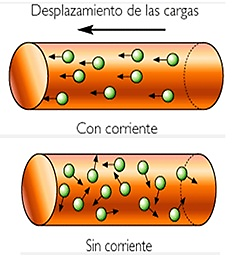 Desplazamiento de las cargas
Con corriente
Sin corriente